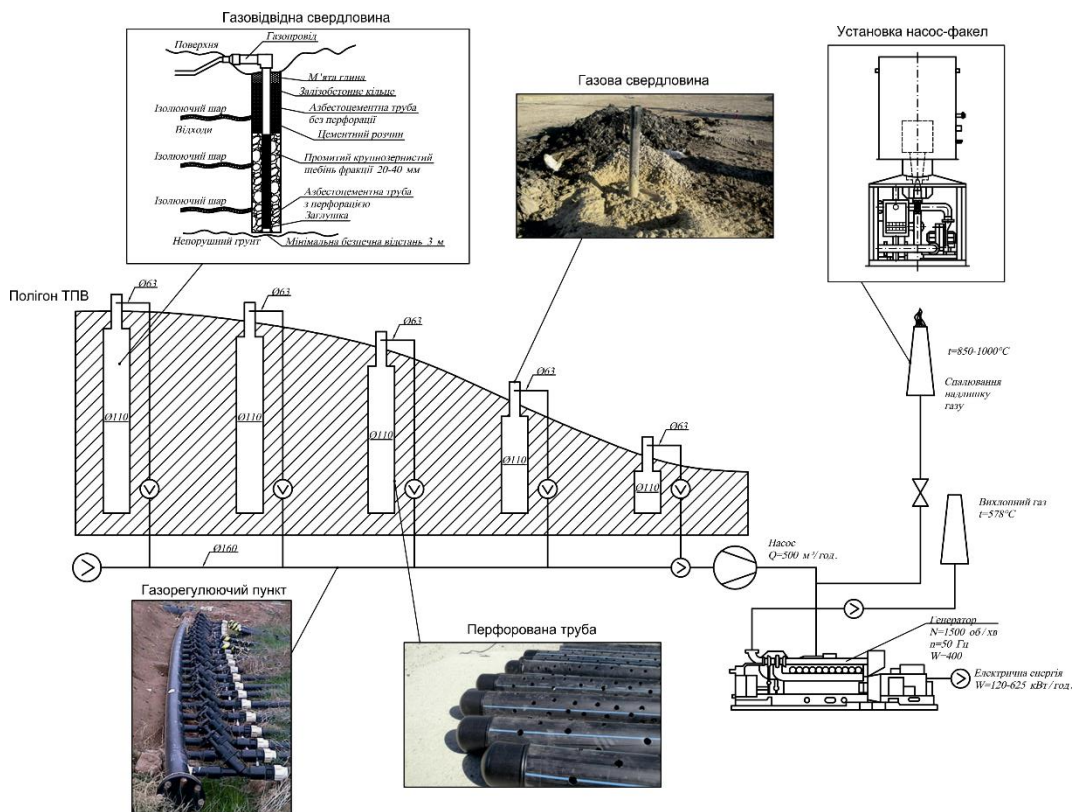 Газовідвідна свердловина
Поверхня
Газопровід
М'ята глина
Залізобетонне кільце
Ізолюючий шар
Азбестоцементна труба
без перфорації
Відходи
Цементний розчин
Ізолюючий шар
Промитий крупнозернистий
щебінь фракції 20-40 мм
Ізолюючий шар
Азбестоцементна труба
з перфорацією
Заглушка
Непорушний ґрунт
Мінімальна безпечна відстань 3 м
Газова свердловина
Установка насос-факел
Полігон ТПВ
Ø63
Ø63
Ø63
Ø63
Ø63
Ø110
Ø110
Ø110
Ø110
Ø110
t=850-1000°C
Спалювання
надлишку
газу
Вихлопний газ
t=578°C
Ø160
Насос
Q=500 м³/год.
Газорегулюючий пункт
Перфорована труба
Генератор
N=1500 об/хв
n=50 Гц
W=400
Електрична енергія
W=120-625 кВт/год.